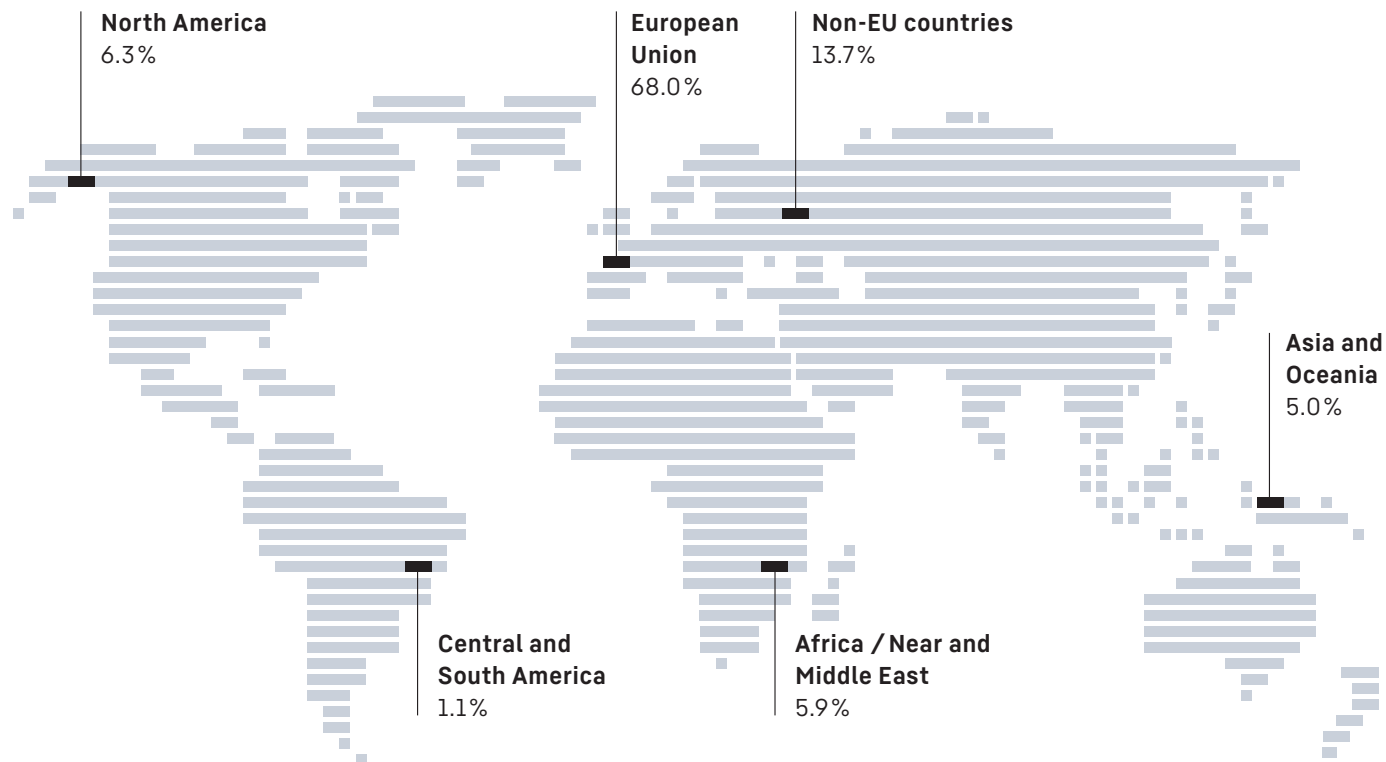 North America
6.3%
European
Union
68.0%
Non-EU countries
13.7%
Asia and
Oceania
5.0%
Central and
South America
1.1%
Africa / Near and
Middle East
5.9%